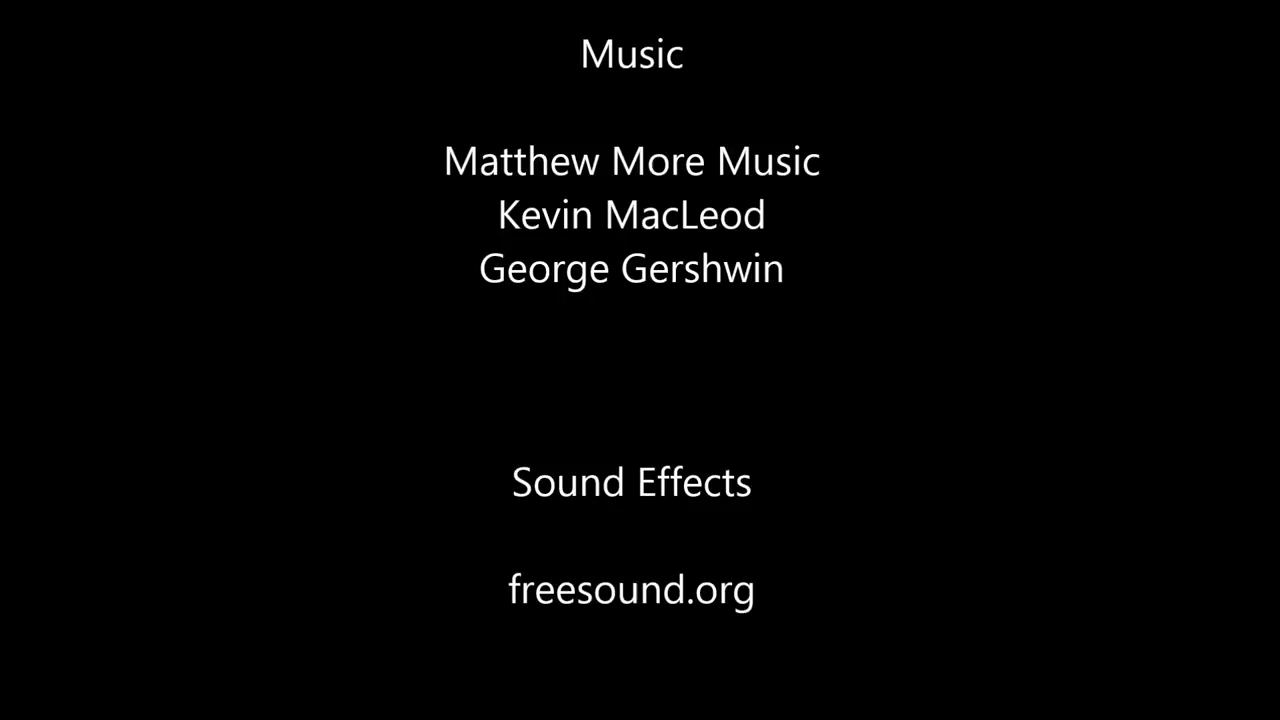 Music
Matthew More Music
Kevin MacLeod
George Gershwin
Sound Effects
freesound.org